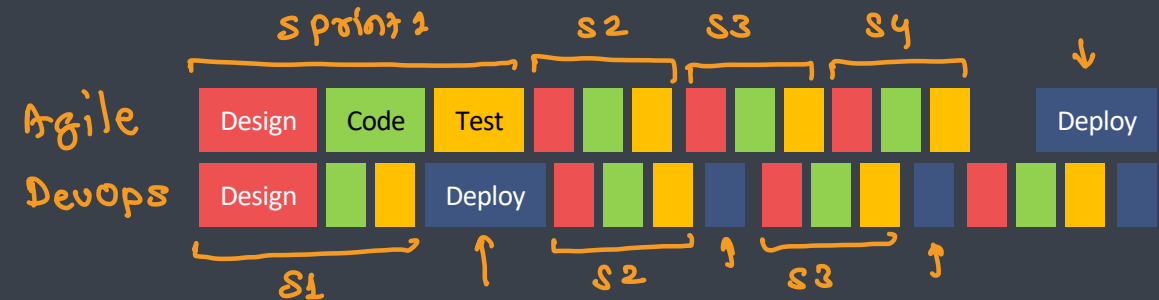 Sprint 1 S2 S3 S4
Agile Design Code Test Deploy
DevOps Design Deploy
S1 S2 S3